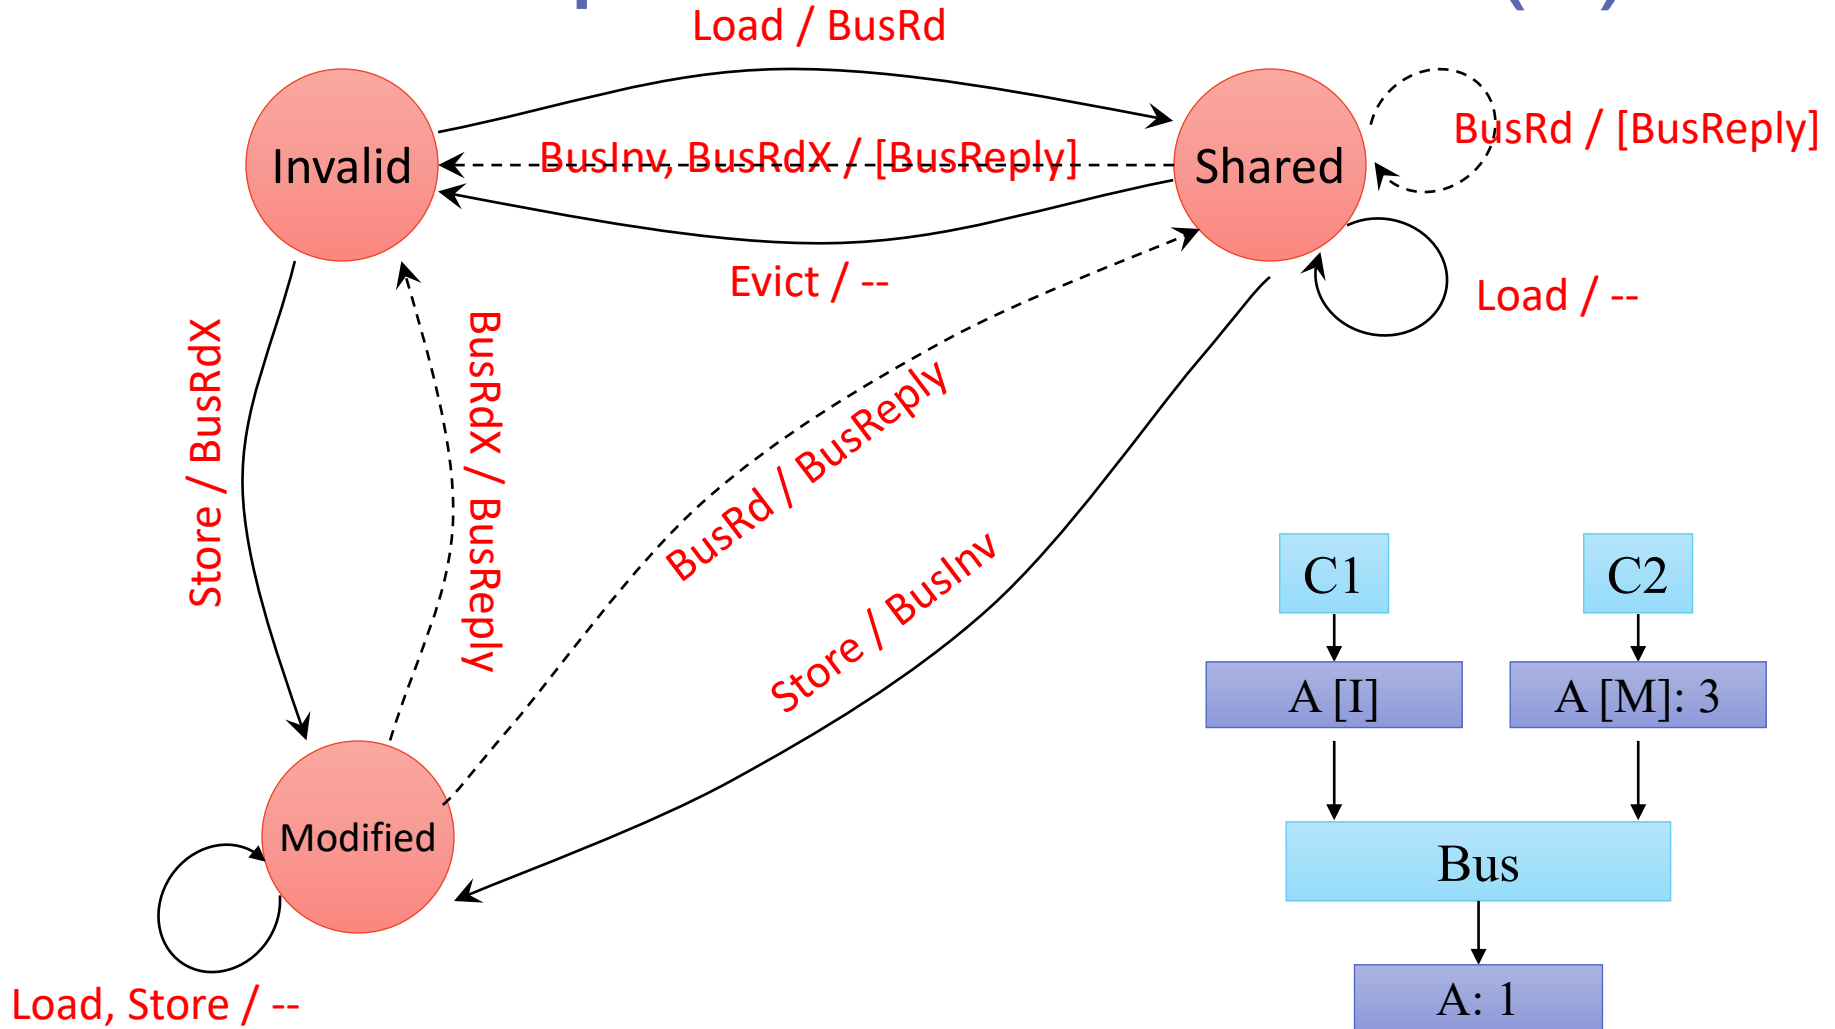 Load / BusRd
Invalid
BusInv, BusRdX / [BusReply]
Shared
BusRd / [BusReply]
Evict / --
Load / --
Store / BusRdX
BusRdX / BusReply
BusRd / BusReply
Store / BusInv
Modified
Load, Store / --
C1
C2
A [I]
A [M]: 3
Bus
A: 1